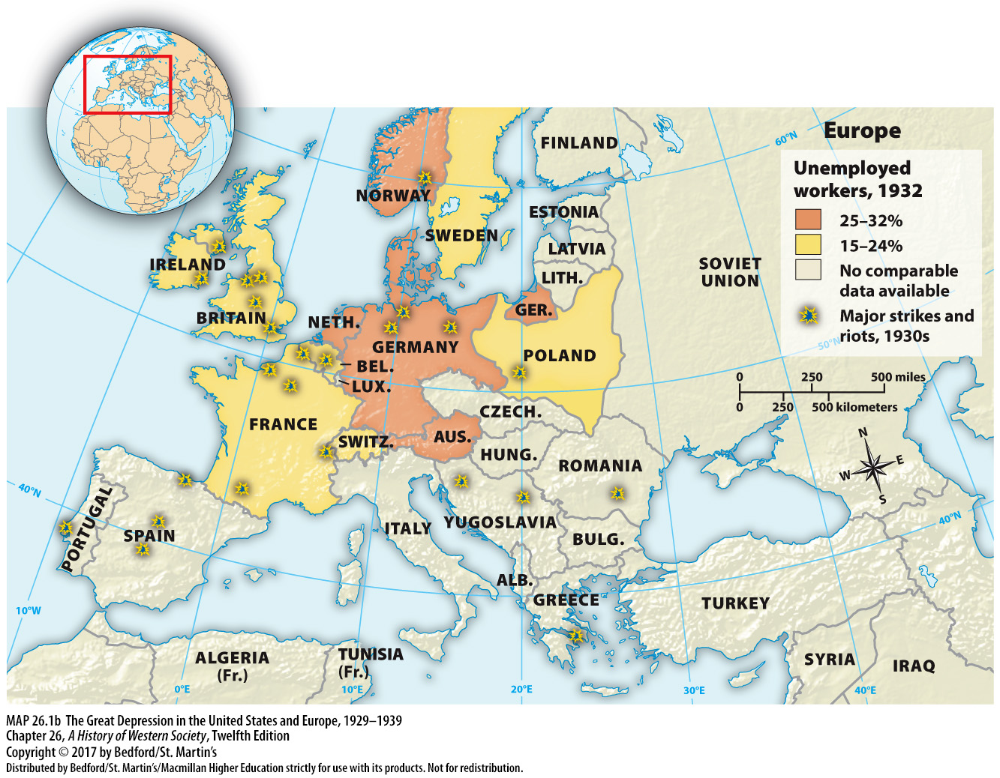 Europe
Unemployed
workers, 1932
25–32%
15–24%
No comparable
data available
Major strikes and
riots, 1930s
0 250 500 miles
0 250 500 kilometers
N
E
W
S
60°N
50°N
40°N
40°N
10°W
0°E
10°E
20°E
30°E
40°E
FINLAND
NORWAY
SWEDEN
ESTONIA
LATVIA
LITH.
SOVIET
UNION
IRELAND
BRITAIN
NETH.
GER.
GERMANY
POLAND
BEL.
LUX.
FRANCE
CZECH.
SWITZ.
AUS.
HUNG.
ROMANIA
PORTUGAL
SPAIN
ITALY
YUGOSLAVIA
BULG.
ALB.
GREECE
TURKEY
ALGERIA
(Fr.)
TUNISIA
(Fr.)
SYRIA
IRAQ
MAP 26.1b The Great Depression in the United States and Europe, 1929–1939
Chapter 26, A History of Western Society, Twelfth Edition
Copyright © 2017 by Bedford/St. Martin's
Distributed by Bedford/St. Martin's/Macmillan Higher Education strictly for use with its products. Not for redistribution.